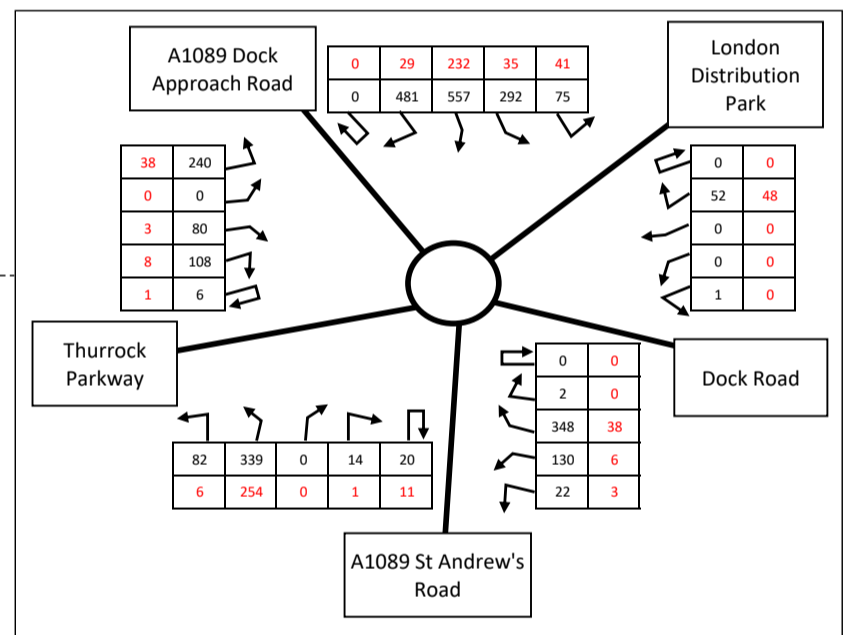 A1089 Dock
Approach Road
0 29 232 35 41
0 481 557 292 75
London
Distribution
Park
38 240
0 0
3 80
8 108
1 6
0 0
52 48
0 0
0 0
1 0
Thurrock
Parkway
Dock Road
0 0
2 0
348 38
130 6
22 3
82 339 0 14 20
6 254 0 1 11
A1089 St Andrew's
Road